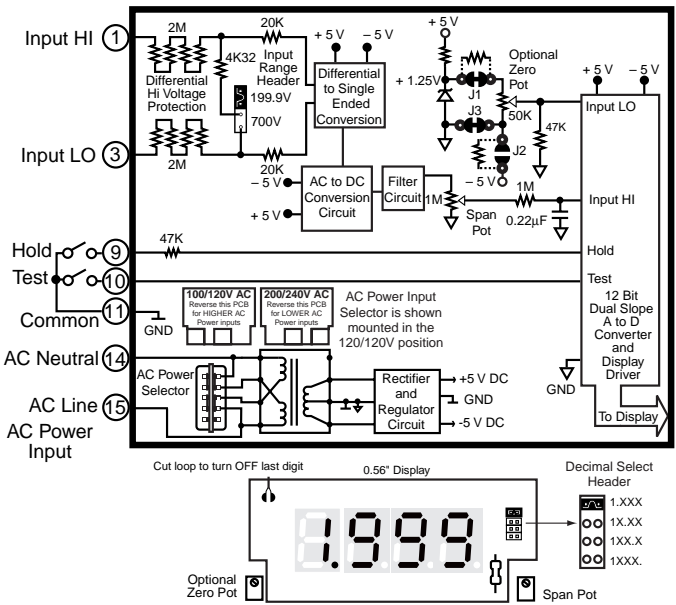 Input HI
1
2M
20K
Input
Range
Header
4K32
Differential
Hi Voltage
Protection
199.9V
700V
Input LO
3
2M
20K
+ 5 V
– 5 V
Differential
to Single
Ended
Conversion
– 5 V
+ 5 V
AC to DC
Conversion
Circuit
Filter
Circuit
1M
Span
Pot
1M
0.22µF
+ 5 V
+ 1.25V
J1
J3
J2
50K
Optional
Zero
Pot
47K
– 5 V
+ 5 V
– 5 V
Input LO
Input HI
Hold
Test
12 Bit
Dual Slope
A to D
Converter
and
Display
Driver
GND
To Display
Hold
9
47K
Test
10
11
Common
GND
100/120V AC
Reverse this PCB
for HIGHER AC
Power inputs
200/240V AC
Reverse this PCB
for LOWER AC
Power inputs
AC Power Input
Selector is shown
mounted in the
120/120V position
AC Neutral
14
AC Power
Selector
AC Line
15
AC Power
Input
Rectifier
and
Regulator
Circuit
+5 V DC
GND
-5 V DC
Cut loop to turn OFF last digit
0.56" Display
Decimal Select
Header
1.XXX
1X.XX
1XX.X
1XXX.
1.999
Optional
Zero Pot
Span Pot